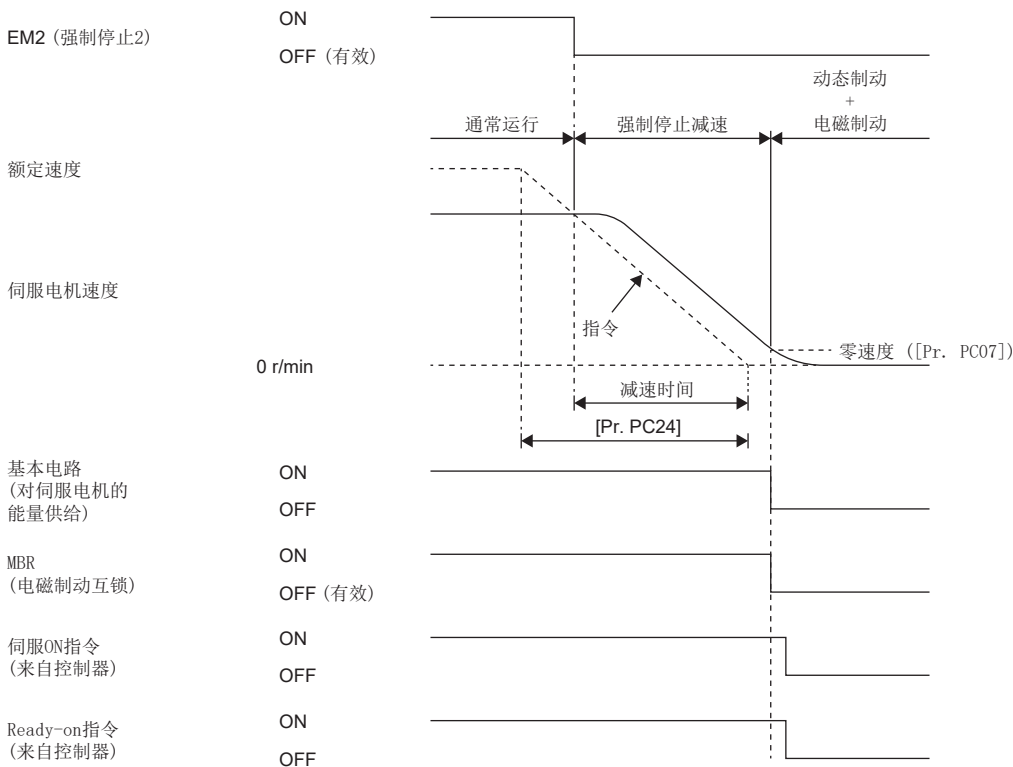 EM2 (强制停止2)
ON
OFF (有效)
动态制动
+
电磁制动
通常运行
强制停止减速
额定速度
伺服电机速度
指令
零速度 ([Pr. PC07])
0 r/min
减速时间
[Pr. PC24]
基本电路
(对伺服电机的
能量供给)
ON
OFF
MBR
(电磁制动互锁)
ON
OFF (有效)
伺服ON指令
(来自控制器)
ON
OFF
Ready-on指令
(来自控制器)
ON
OFF